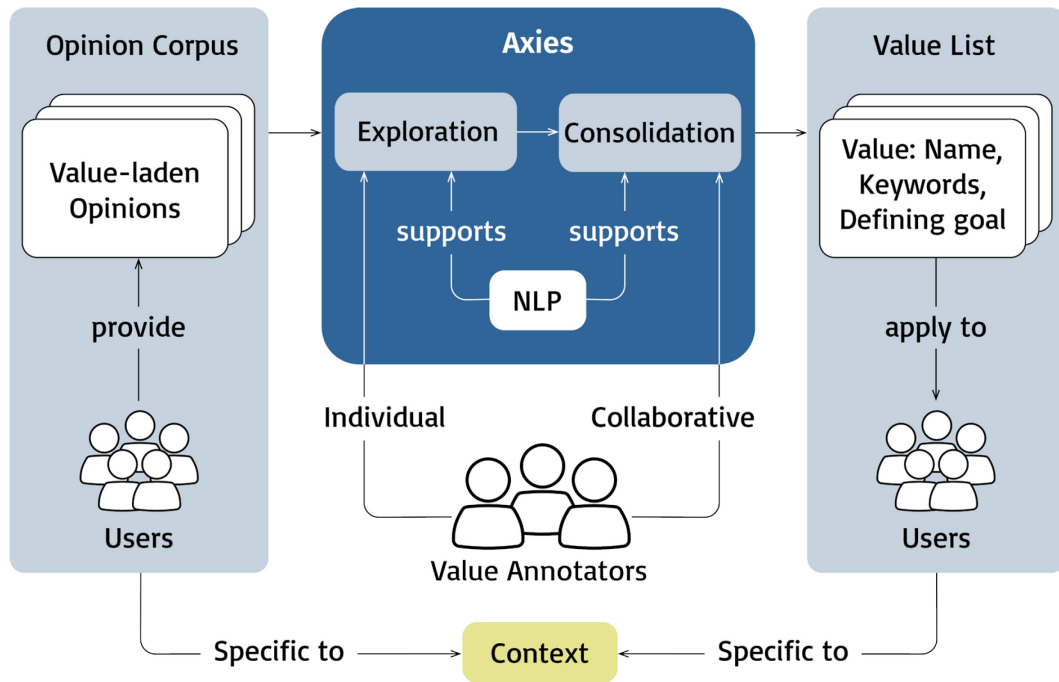 Opinion Corpus
Value-laden
Opinions
provide
Users
Axies
Exploration
Consolidation
supports
supports
NLP
Individual
Collaborative
Value Annotators
Value List
Value: Name,
Keywords,
Defining goal
apply to
Users
Specific to
Context
Specific to